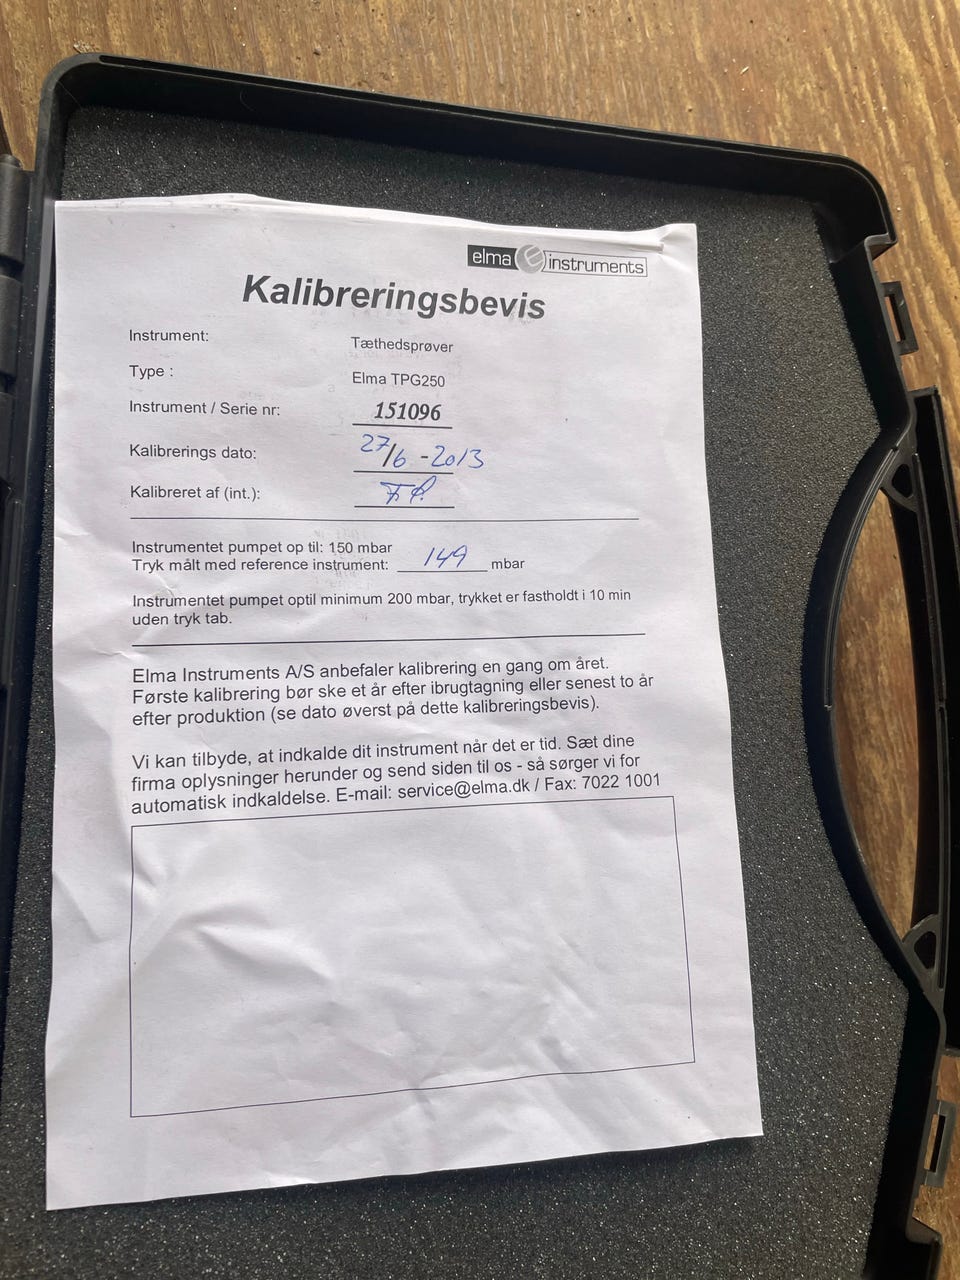 elma instruments
Kalibreringsbevis
Instrument: Tæthedsprøver
Type : Elma TPG250
Instrument / Serie nr: 151096
Kalibrerings dato: 27/6 - 2013
Kalibreret af (int.):
Instrumentet pumpet op til: 150 mbar
Tryk målt med reference instrument: 149 mbar
Instrumentet pumpet optil minimum 200 mbar, trykket er fastholdt i 10 min
uden tryk tab.
Elma Instruments A/S anbefaler kalibrering en gang om året.
Første kalibrering bør ske et år efter ibrugtagning eller senest to år
efter produktion (se dato øverst på dette kalibreringsbevis).
Vi kan tilbyde, at indkalde dit instrument når det er tid. Sæt dine
firma oplysninger herunder og send siden til os - så sørger vi for
automatisk indkaldelse. E-mail: service@elma.dk / Fax: 7022 1001